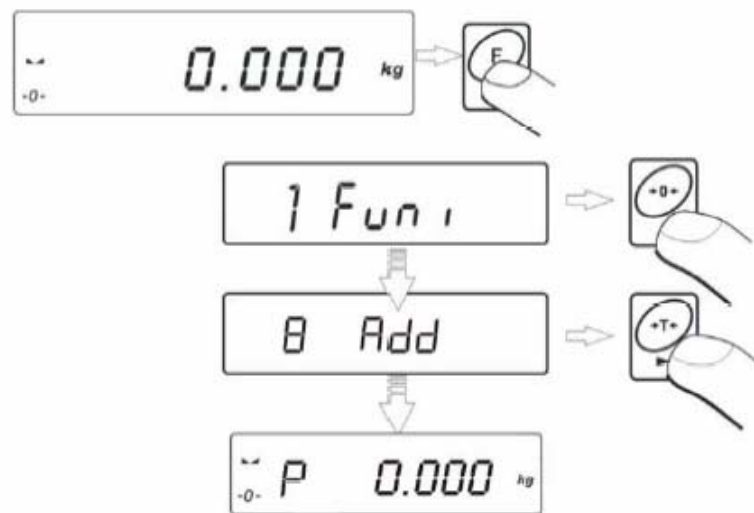 0.000 kg
-0-
F
1 Funi
→0←
8 Add
→T←
P 0.000 kg
-0-